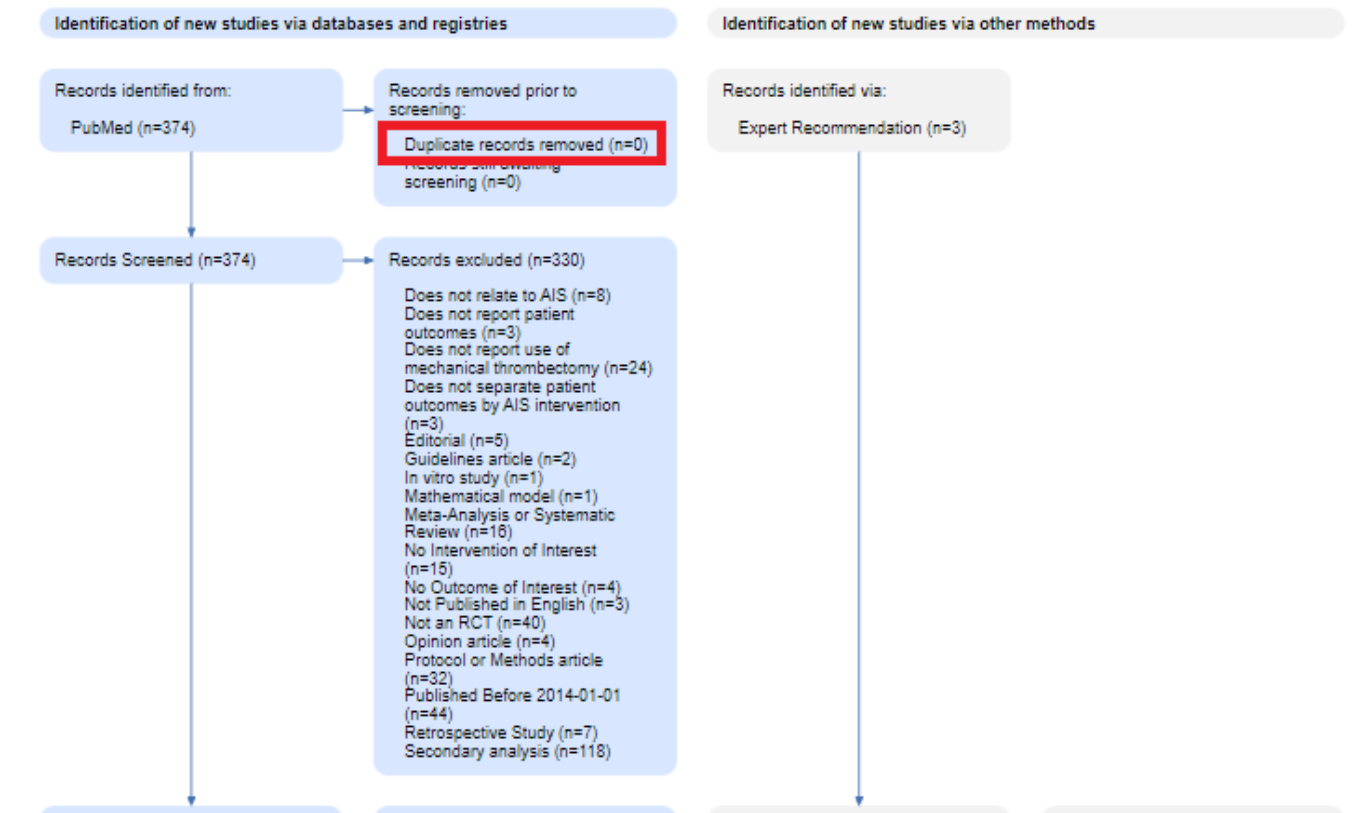 Identification of new studies via databases and registries
Identification of new studies via other methods
Records identified from:
PubMed (n=374)
Records removed prior to
screening:
Duplicate records removed (n=0)
Records still awaiting
screening (n=0)
Records identified via:
Expert Recommendation (n=3)
Records Screened (n=374)
Records excluded (n=330)
Does not relate to AIS (n=8)
Does not report patient
outcomes (n=3)
Does not report use of
mechanical thrombectomy (n=24)
Does not separate patient
outcomes by AIS intervention
(n=3)
Editorial (n=5)
Guidelines article (n=2)
In vitro study (n=1)
Mathematical model (n=1)
Meta-Analysis or Systematic
Review (n=16)
No Intervention of Interest
(n=15)
No Outcome of Interest (n=4)
Not Published in English (n=3)
Not an RCT (n=40)
Opinion article (n=4)
Protocol or Methods article
(n=32)
Published Before 2014-01-01
(n=44)
Retrospective Study (n=7)
Secondary analysis (n=118)